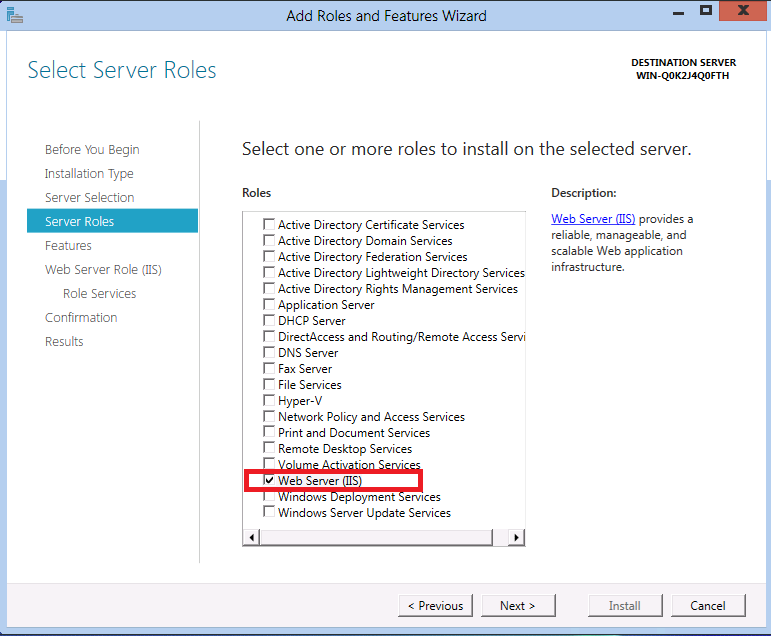 Add Roles and Features Wizard
Select Server Roles
DESTINATION SERVER
WIN-Q0K2J4Q0FTH
Before You Begin
Installation Type
Server Selection
Server Roles
Features
Web Server Role (IIS)
Role Services
Confirmation
Results
Select one or more roles to install on the selected server.
Roles
Active Directory Certificate Services
Active Directory Domain Services
Active Directory Federation Services
Active Directory Lightweight Directory Services
Active Directory Rights Management Services
Application Server
DHCP Server
DirectAccess and Routing/Remote Access Servi
DNS Server
Fax Server
File Services
Hyper-V
Network Policy and Access Services
Print and Document Services
Remote Desktop Services
Volume Activation Services
Web Server (IIS)
Windows Deployment Services
Windows Server Update Services
Description:
Web Server (IIS) provides a
reliable, manageable, and
scalable Web application
infrastructure.
< Previous
Next >
Install
Cancel